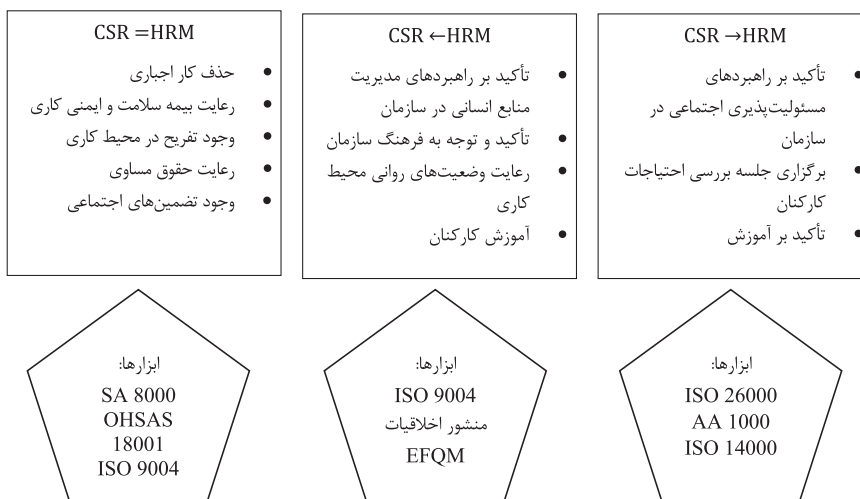 CSR →HRM
• تأکید بر راهبردهای
مسئولیت‌پذیری اجتماعی در
سازمان
• برگزاری جلسه بررسی احتیاجات
کارکنان
• تأکید بر آموزش
CSR ←HRM
• تأکید بر راهبردهای مدیریت
منابع انسانی در سازمان
• تأکید و توجه به فرهنگ سازمان
• رعایت وضعیت‌های روانی محیط
کاری
• آموزش کارکنان
CSR =HRM
• حذف کار اجباری
• رعایت بیمه سلامت و ایمنی کاری
• وجود تفریح در محیط کاری
• رعایت حقوق مساوی
• وجود تضمین‌های اجتماعی
ابزارها:
ISO 26000
AA 1000
ISO 14000
ابزارها:
ISO 9004
منشور اخلاقیات
EFQM
ابزارها:
SA 8000
OHSAS
18001
ISO 9004